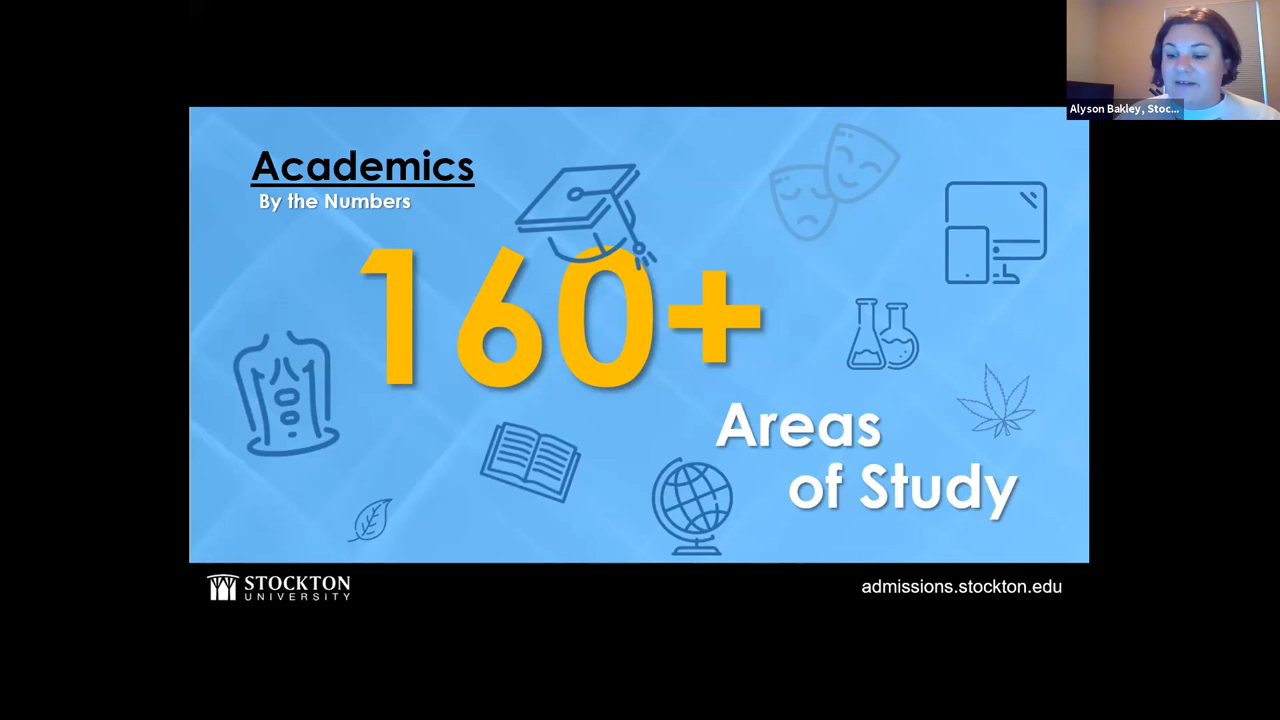 Alyson Bakley, Stoc...
Academics
By the Numbers
160+
Areas
of Study
STOCKTON
UNIVERSITY
admissions.stockton.edu